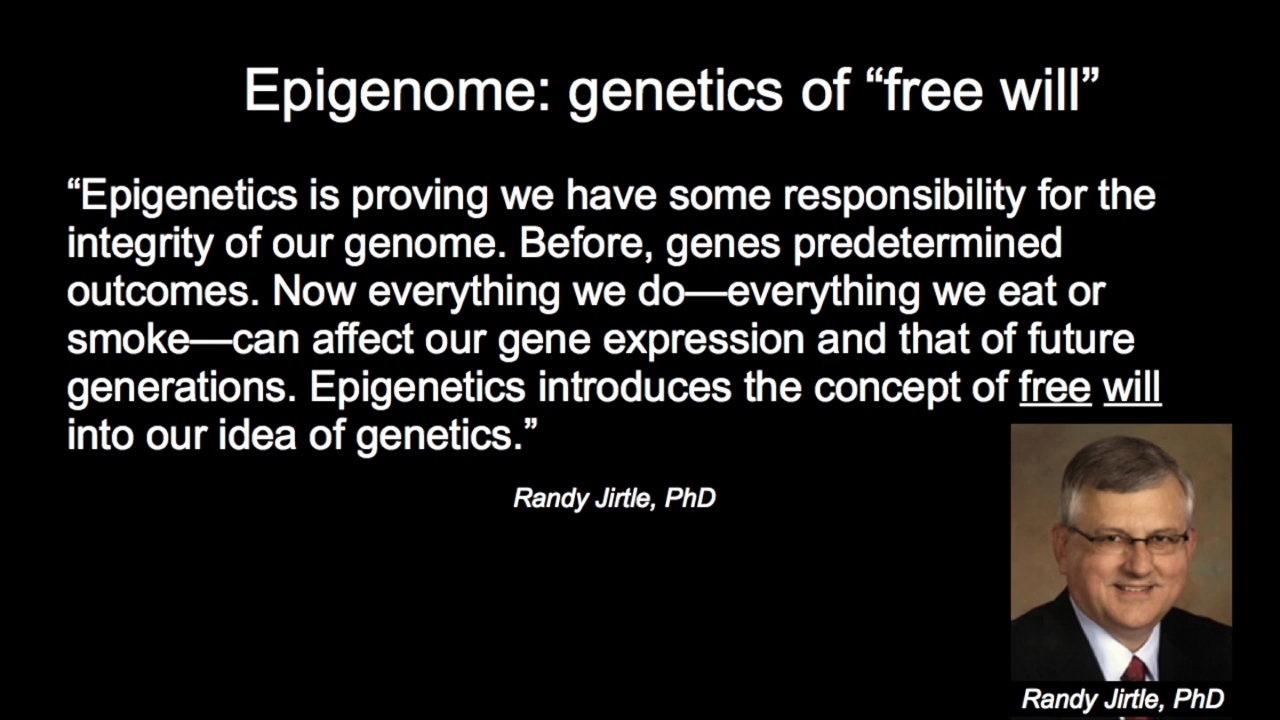 Epigenome: genetics of “free will”
“Epigenetics is proving we have some responsibility for the
integrity of our genome. Before, genes predetermined
outcomes. Now everything we do—everything we eat or
smoke—can affect our gene expression and that of future
generations. Epigenetics introduces the concept of free will
into our idea of genetics.”
Randy Jirtle, PhD
Randy Jirtle, PhD